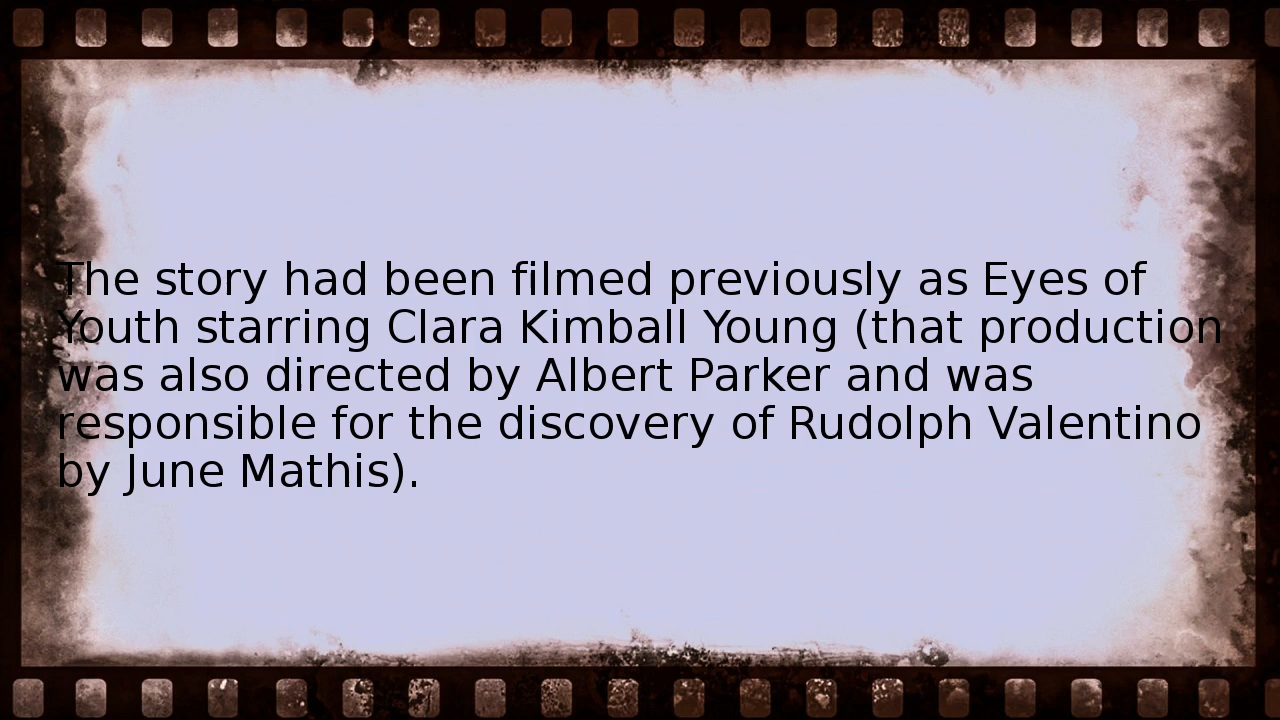 The story had been filmed previously as Eyes of
Youth starring Clara Kimball Young (that production
was also directed by Albert Parker and was
responsible for the discovery of Rudolph Valentino
by June Mathis).